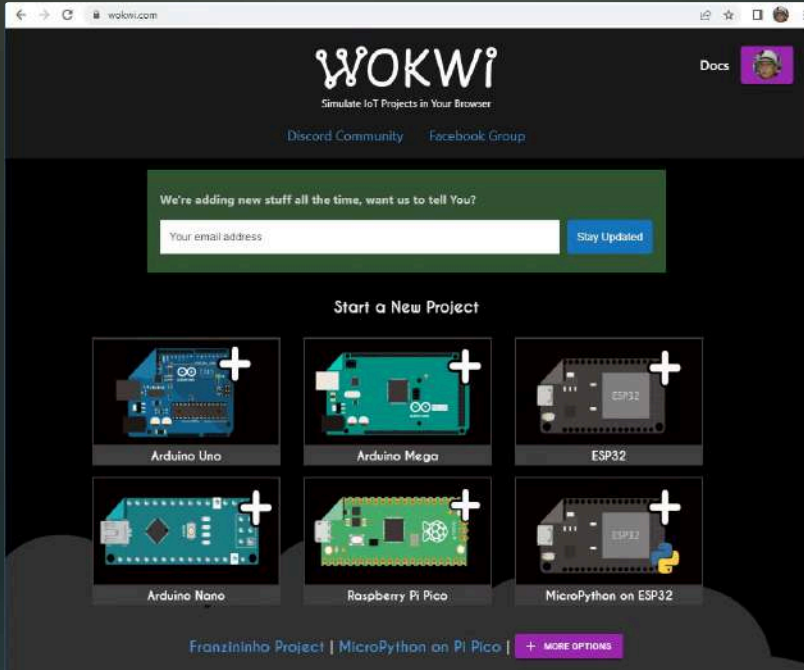 wokwi.com
WOKWi
Simulate IoT Projects in Your Browser
Docs
Discord Community Facebook Group
We're adding new stuff all the time, want us to tell You?
Your email address
Stay Updated
Start a New Project
Arduino Uno
Arduino Mega
ESP32
ESP32
Arduino Nano
Raspberry Pi Pico
ESP32
MicroPython on ESP32
Franzininho Project | MicroPython on Pi Pico | + MORE OPTIONS